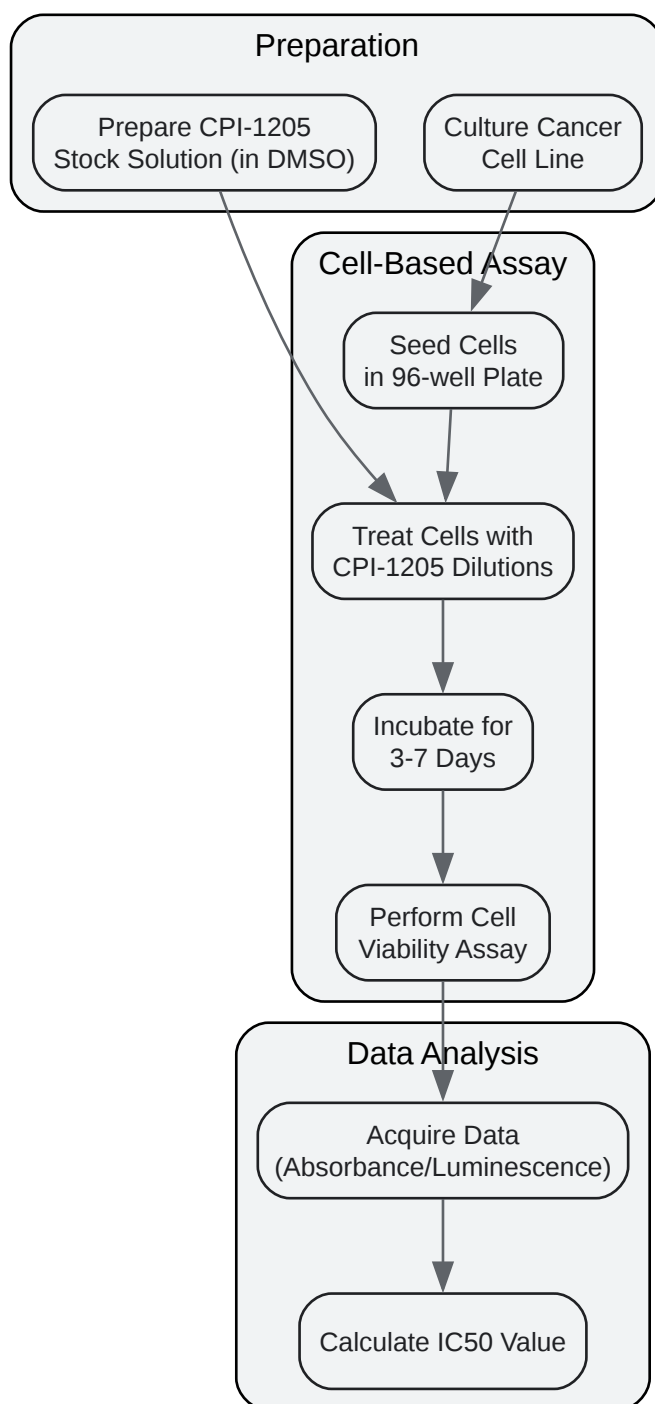 Preparation
Prepare CPI-1205
Stock Solution (in DMSO)
Culture Cancer
Cell Line
Cell-Based Assay
Seed Cells
in 96-well Plate
Treat Cells with
CPI-1205 Dilutions
Incubate for
3-7 Days
Perform Cell
Viability Assay
Data Analysis
Acquire Data
(Absorbance/Luminescence)
Calculate IC50 Value